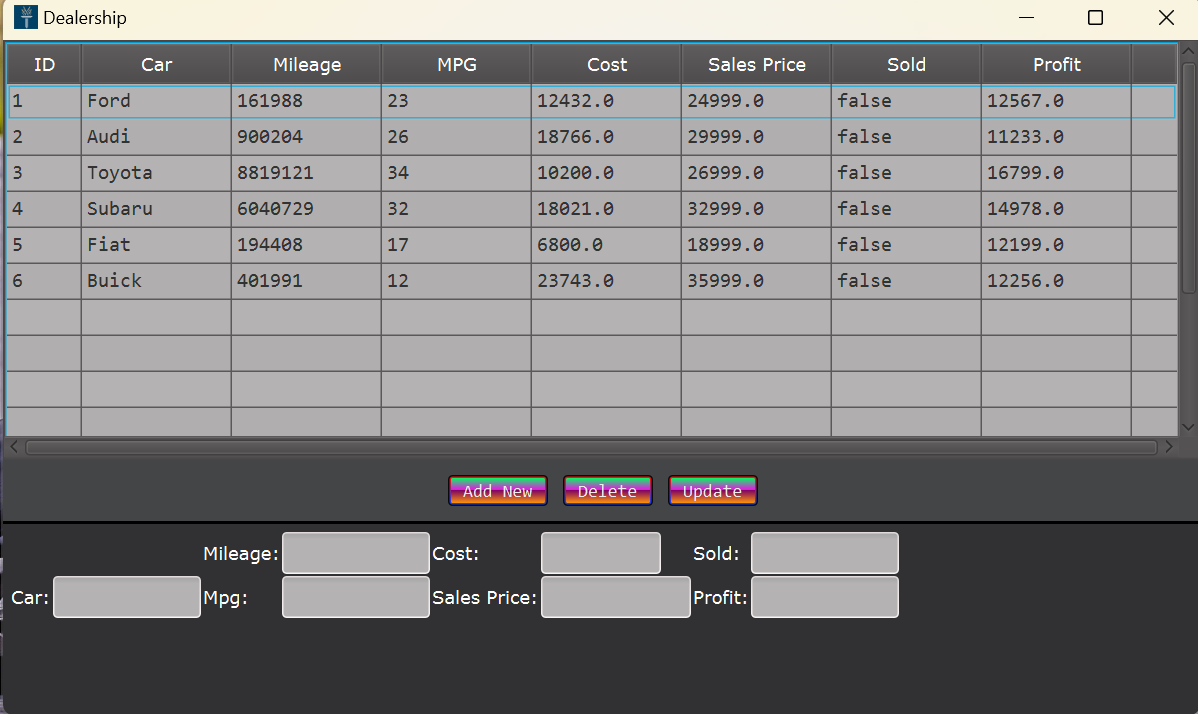 Dealership
ID Car Mileage MPG Cost Sales Price Sold Profit
1 Ford 161988 23 12432.0 24999.0 false 12567.0
2 Audi 900204 26 18766.0 29999.0 false 11233.0
3 Toyota 8819121 34 10200.0 26999.0 false 16799.0
4 Subaru 6040729 32 18021.0 32999.0 false 14978.0
5 Fiat 194408 17 6800.0 18999.0 false 12199.0
6 Buick 401991 12 23743.0 35999.0 false 12256.0
Add New Delete Update
Mileage: Cost: Sold:
Car: Mpg: Sales Price: Profit: